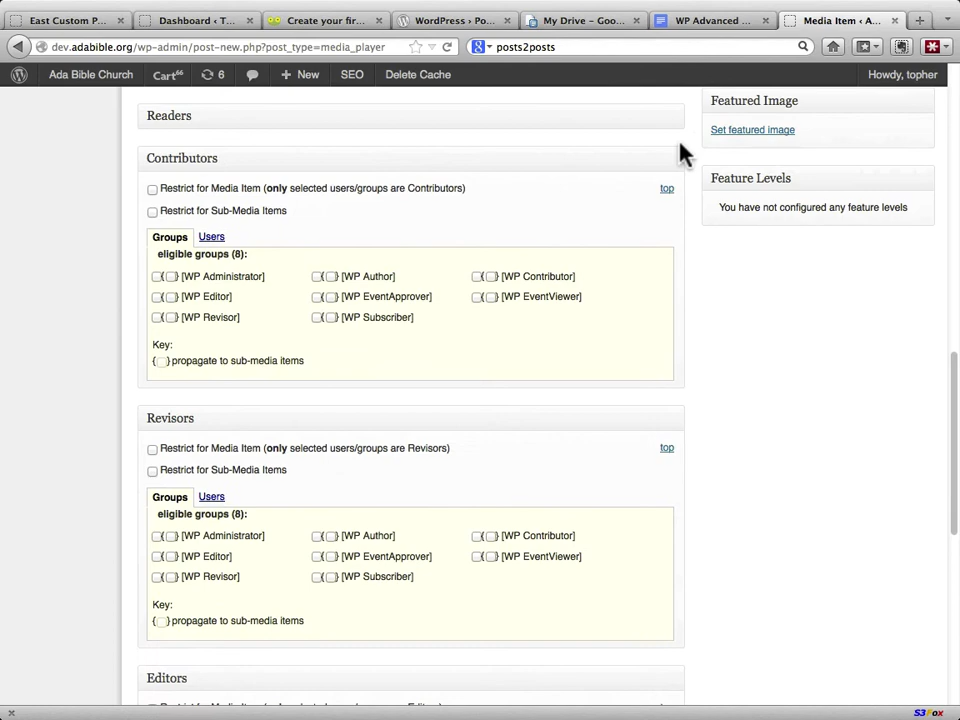 East Custom P...
Dashboard ‹ T...
Create your fir...
WordPress › Po...
My Drive – Goo...
WP Advanced ...
Media Item ‹ A...
dev.adabible.org/wp-admin/post-new.php?post_type=media_player
posts2posts
Ada Bible Church
Cart66
6
New
SEO
Delete Cache
Howdy, topher
Readers
Contributors
Restrict for Media Item (only selected users/groups are Contributors)
top
Restrict for Sub-Media Items
Groups Users
eligible groups (8):
{ } [WP Administrator] { } [WP Author] { } [WP Contributor]
{ } [WP Editor] { } [WP EventApprover] { } [WP EventViewer]
{ } [WP Revisor] { } [WP Subscriber]
Key:
{ } propagate to sub-media items
Revisors
Restrict for Media Item (only selected users/groups are Revisors)
top
Restrict for Sub-Media Items
Groups Users
eligible groups (8):
{ } [WP Administrator] { } [WP Author] { } [WP Contributor]
{ } [WP Editor] { } [WP EventApprover] { } [WP EventViewer]
{ } [WP Revisor] { } [WP Subscriber]
Key:
{ } propagate to sub-media items
Editors
Featured Image
Set featured image
Feature Levels
You have not configured any feature levels
S3Fox